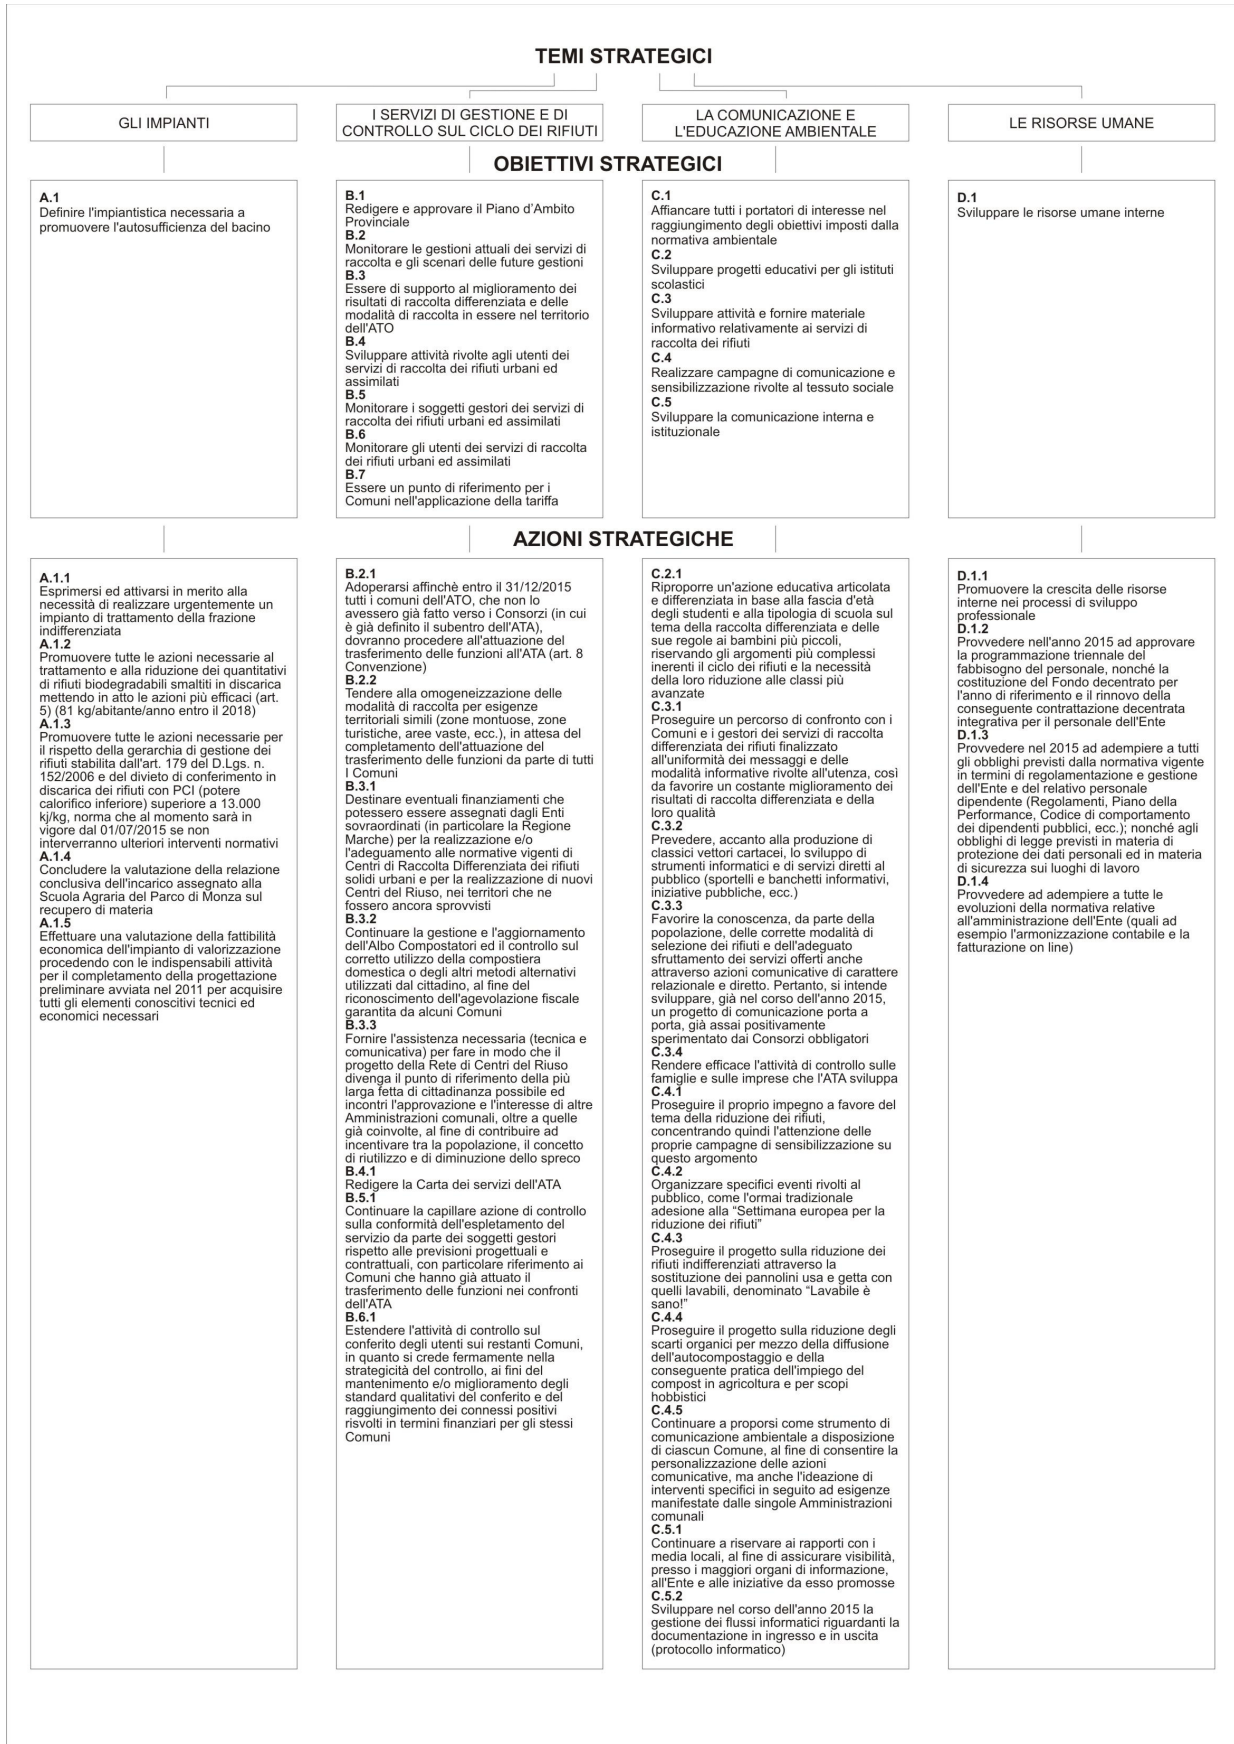 TEMI STRATEGICI
GLI IMPIANTI
I SERVIZI DI GESTIONE E DI
CONTROLLO SUL CICLO DEI RIFIUTI
LA COMUNICAZIONE E
L'EDUCAZIONE AMBIENTALE
LE RISORSE UMANE
OBIETTIVI STRATEGICI
A.1
Definire l'impiantistica necessaria a
promuovere l'autosufficienza del bacino
B.1
Redigere e approvare il Piano d'Ambito
Provinciale
B.2
Monitorare le gestioni attuali dei servizi di
raccolta e gli scenari delle future gestioni
B.3
Essere di supporto al miglioramento dei
risultati di raccolta differenziata e delle
modalità di raccolta in essere nel territorio
dell'ATO
B.4
Sviluppare attività rivolte agli utenti dei
servizi di raccolta dei rifiuti urbani ed
assimilati
B.5
Monitorare i soggetti gestori dei servizi di
raccolta dei rifiuti urbani ed assimilati
B.6
Monitorare gli utenti dei servizi di raccolta
dei rifiuti urbani ed assimilati
B.7
Essere un punto di riferimento per i
Comuni nell'applicazione della tariffa
C.1
Affiancare tutti i portatori di interesse nel
raggiungimento degli obiettivi imposti dalla
normativa ambientale
C.2
Sviluppare progetti educativi per gli istituti
scolastici
C.3
Sviluppare attività e fornire materiale
informativo relativamente ai servizi di
raccolta dei rifiuti
C.4
Realizzare campagne di comunicazione e
sensibilizzazione rivolte al tessuto sociale
C.5
Sviluppare la comunicazione interna e
istituzionale
D.1
Sviluppare le risorse umane interne
AZIONI STRATEGICHE
A.1.1
Esprimersi ed attivarsi in merito alla
necessità di realizzare urgentemente un
impianto di trattamento della frazione
indifferenziata
A.1.2
Promuovere tutte le azioni necessarie al
trattamento e alla riduzione dei quantitativi
di rifiuti biodegradabili smaltiti in discarica
mettendo in atto le azioni più efficaci (art.
5) (81 kg/abitante/anno entro il 2018)
A.1.3
Promuovere tutte le azioni necessarie per
il rispetto della gerarchia di gestione dei
rifiuti stabilita dall'art. 179 del D.Lgs. n.
152/2006 e del divieto di conferimento in
discarica dei rifiuti con PCI (potere
calorifico inferiore) superiore a 13.000
kj/kg, norma che al momento sarà in
vigore dal 01/07/2015 se non
interverranno ulteriori interventi normativi
A.1.4
Concludere la valutazione della relazione
conclusiva dell'incarico assegnato alla
Scuola Agraria del Parco di Monza sul
recupero di materia
A.1.5
Effettuare una valutazione della fattibilità
economica dell'impianto di valorizzazione
procedendo con le indispensabili attività
per il completamento della progettazione
preliminare avviata nel 2011 per acquisire
tutti gli elementi conoscitivi tecnici ed
economici necessari
B.2.1
Adoperarsi affinchè entro il 31/12/2015
tutti i comuni dell'ATO, che non lo
avessero già fatto verso i Consorzi (in cui
è già definito il subentro dell'ATA),
dovranno procedere all'attuazione del
trasferimento delle funzioni all'ATA (art. 8
Convenzione)
B.2.2
Tendere alla omogeneizzazione delle
modalità di raccolta per esigenze
territoriali simili (zone montuose, zone
turistiche, aree vaste, ecc.), in attesa del
completamento dell'attuazione del
trasferimento delle funzioni da parte di tutti
I Comuni
B.3.1
Destinare eventuali finanziamenti che
potessero essere assegnati dagli Enti
sovraordinati (in particolare la Regione
Marche) per la realizzazione e/o
l'adeguamento alle normative vigenti di
Centri di Raccolta Differenziata dei rifiuti
solidi urbani e per la realizzazione di nuovi
Centri del Riuso, nei territori che ne
fossero ancora sprovvisti
B.3.2
Continuare la gestione e l'aggiornamento
dell'Albo Compostatori ed il controllo sul
corretto utilizzo della compostiera
domestica o degli altri metodi alternativi
utilizzati dal cittadino, al fine del
riconoscimento dell'agevolazione fiscale
garantita da alcuni Comuni
B.3.3
Fornire l'assistenza necessaria (tecnica e
comunicativa) per fare in modo che il
progetto della Rete di Centri del Riuso
divenga il punto di riferimento della più
larga fetta di cittadinanza possibile ed
incontri l'approvazione e l'interesse di altre
Amministrazioni comunali, oltre a quelle
già coinvolte, al fine di contribuire ad
incentivare tra la popolazione, il concetto
di riutilizzo e di diminuzione dello spreco
B.4.1
Redigere la Carta dei servizi dell'ATA
B.5.1
Continuare la capillare azione di controllo
sulla conformità dell'espletamento del
servizio da parte dei soggetti gestori
rispetto alle previsioni progettuali e
contrattuali, con particolare riferimento ai
Comuni che hanno già attuato il
trasferimento delle funzioni nei confronti
dell'ATA
B.6.1
Estendere l'attività di controllo sul
conferito degli utenti sui restanti Comuni,
in quanto si crede fermamente nella
strategicità del controllo, ai fini del
mantenimento e/o miglioramento degli
standard qualitativi del conferito e del
raggiungimento dei connessi positivi
risvolti in termini finanziari per gli stessi
Comuni
C.2.1
Riproporre un'azione educativa articolata
e differenziata in base alla fascia d'età
degli studenti e alla tipologia di scuola sul
tema della raccolta differenziata e delle
sue regole ai bambini più piccoli,
riservando gli argomenti più complessi
inerenti il ciclo dei rifiuti e la necessità
della loro riduzione alle classi più
avanzate
C.3.1
Proseguire un percorso di confronto con i
Comuni e i gestori dei servizi di raccolta
differenziata dei rifiuti finalizzato
all'uniformità dei messaggi e delle
modalità informative rivolte all'utenza, così
da favorire un costante miglioramento dei
risultati di raccolta differenziata e della
loro qualità
C.3.2
Prevedere, accanto alla produzione di
classici vettori cartacei, lo sviluppo di
strumenti informatici e di servizi diretti al
pubblico (sportelli e banchetti informativi,
iniziative pubbliche, ecc.)
C.3.3
Favorire la conoscenza, da parte della
popolazione, delle corrette modalità di
selezione dei rifiuti e dell'adeguato
sfruttamento dei servizi offerti anche
attraverso azioni comunicative di carattere
relazionale e diretto. Pertanto, si intende
sviluppare, già nel corso dell'anno 2015,
un progetto di comunicazione porta a
porta, già assai positivamente
sperimentato dai Consorzi obbligatori
C.3.4
Rendere efficace l'attività di controllo sulle
famiglie e sulle imprese che l'ATA sviluppa
C.4.1
Proseguire il proprio impegno a favore del
tema della riduzione dei rifiuti,
concentrando quindi l'attenzione delle
proprie campagne di sensibilizzazione su
questo argomento
C.4.2
Organizzare specifici eventi rivolti al
pubblico, come l'ormai tradizionale
adesione alla “Settimana europea per la
riduzione dei rifiuti”
C.4.3
Proseguire il progetto sulla riduzione dei
rifiuti indifferenziati attraverso la
sostituzione dei pannolini usa e getta con
quelli lavabili, denominato “Lavabile è
sano!”
C.4.4
Proseguire il progetto sulla riduzione degli
scarti organici per mezzo della diffusione
dell'autocompostaggio e della
conseguente pratica dell'impiego del
compost in agricoltura e per scopi
hobbistici
C.4.5
Continuare a proporsi come strumento di
comunicazione ambientale a disposizione
di ciascun Comune, al fine di consentire la
personalizzazione delle azioni
comunicative, ma anche l'ideazione di
interventi specifici in seguito ad esigenze
manifestate dalle singole Amministrazioni
comunali
C.5.1
Continuare a riservare ai rapporti con i
media locali, al fine di assicurare visibilità,
presso i maggiori organi di informazione,
all'Ente e alle iniziative da esso promosse
C.5.2
Sviluppare nel corso dell'anno 2015 la
gestione dei flussi informatici riguardanti la
documentazione in ingresso e in uscita
(protocollo informatico)
D.1.1
Promuovere la crescita delle risorse
interne nei processi di sviluppo
professionale
D.1.2
Provvedere nell'anno 2015 ad approvare
la programmazione triennale del
fabbisogno del personale, nonché la
costituzione del Fondo decentrato per
l'anno di riferimento e il rinnovo della
conseguente contrattazione decentrata
integrativa per il personale dell'Ente
D.1.3
Provvedere nel 2015 ad adempiere a tutti
gli obblighi previsti dalla normativa vigente
in termini di regolamentazione e gestione
dell'Ente e del relativo personale
dipendente (Regolamenti, Piano della
Performance, Codice di comportamento
dei dipendenti pubblici, ecc.); nonché agli
obblighi di legge previsti in materia di
protezione dei dati personali ed in materia
di sicurezza sui luoghi di lavoro
D.1.4
Provvedere ad adempiere a tutte le
evoluzioni della normativa relative
all'amministrazione dell'Ente (quali ad
esempio l'armonizzazione contabile e la
fatturazione on line)